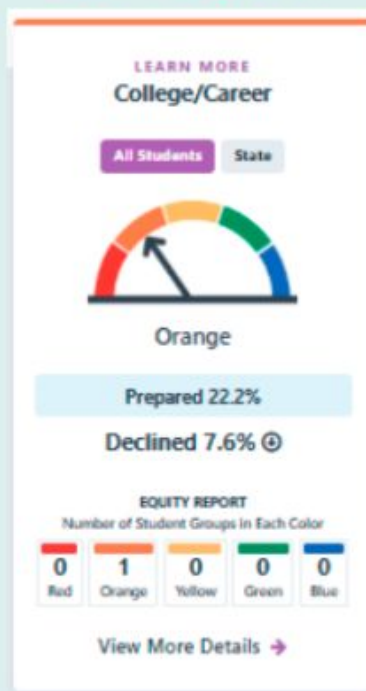 LEARN MORE
College/Career
All Students State
Orange
Prepared 22.2%
Declined 7.6%
EQUITY REPORT
Number of Student Groups in Each Color
0 1 0 0 0
Red Orange Yellow Green Blue
View More Details